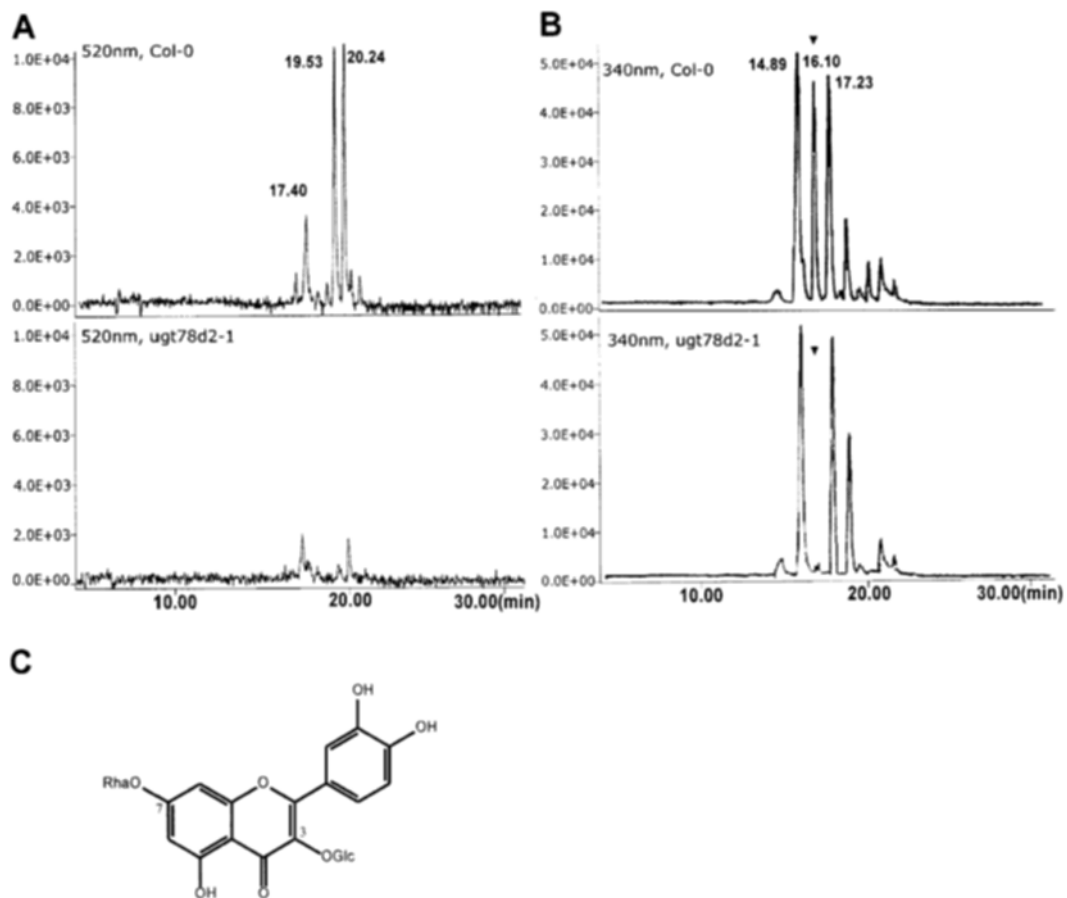 A
520nm, Col-0
19.53
20.24
17.40
1.0E+04
8.0E+03
6.0E+03
4.0E+03
2.0E+03
0.0E+00
520nm, ugt78d2-1
1.0E+04
8.0E+03
6.0E+03
4.0E+03
2.0E+03
0.0E+00
10.00 20.00 30.00(min)
B
340nm, Col-0
14.89
16.10
17.23
5.0E+04
4.0E+04
3.0E+04
2.0E+04
1.0E+04
0.0E+00
340nm, ugt78d2-1
5.0E+04
4.0E+04
3.0E+04
2.0E+04
1.0E+04
0.0E+00
10.00 20.00 30.00(min)
C
OH
OH
RhaO
O
7
3
OGlc
OH
O